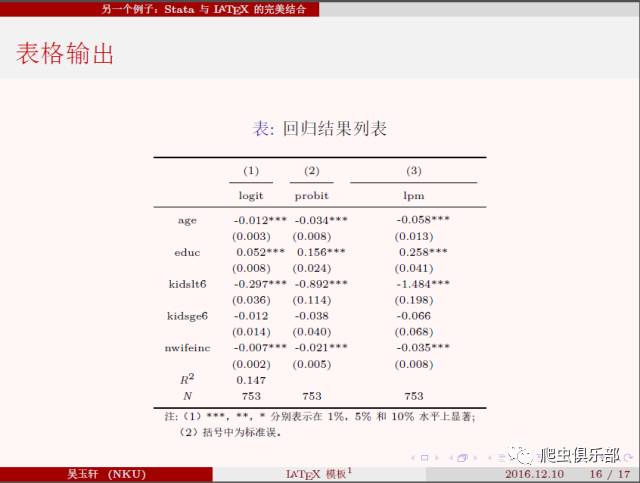 另一个例子：Stata 与 LATEX 的完美结合
表格输出
表: 回归结果列表
(1) (2) (3)
logit probit lpm
age -0.012*** -0.034*** -0.058***
(0.003) (0.008) (0.013)
educ 0.052*** 0.156*** 0.258***
(0.008) (0.024) (0.041)
kidslt6 -0.297*** -0.892*** -1.484***
(0.036) (0.114) (0.198)
kidsge6 -0.012 -0.038 -0.066
(0.014) (0.040) (0.068)
nwifeinc -0.007*** -0.021*** -0.035***
(0.002) (0.005) (0.008)
R² 0.147
N 753 753 753
注:（1）***，**，* 分别表示在 1%，5% 和 10% 水平上显著;
（2）括号中为标准误。
爬虫俱乐部
吴玉轩 (NKU) LATEX 模板¹ 2016.12.10 16 / 17